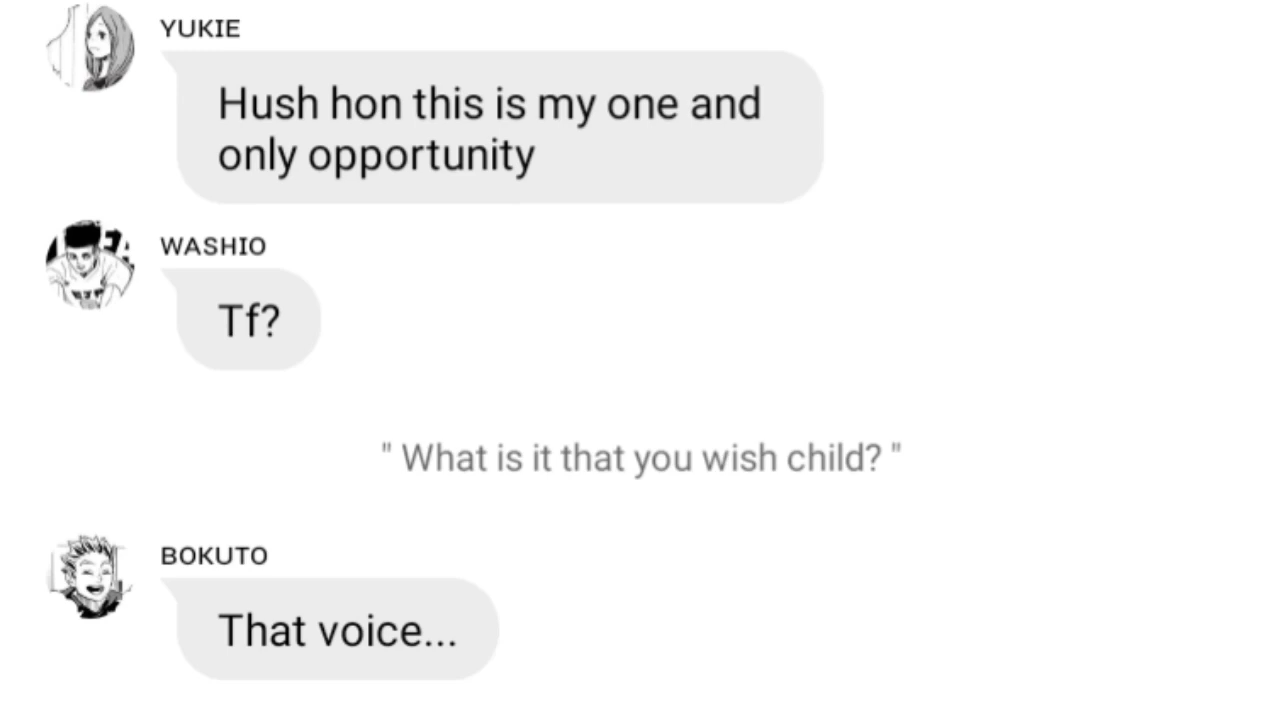 YUKIE
Hush hon this is my one and
only opportunity
WASHIO
Tf?
" What is it that you wish child? "
BOKUTO
That voice...